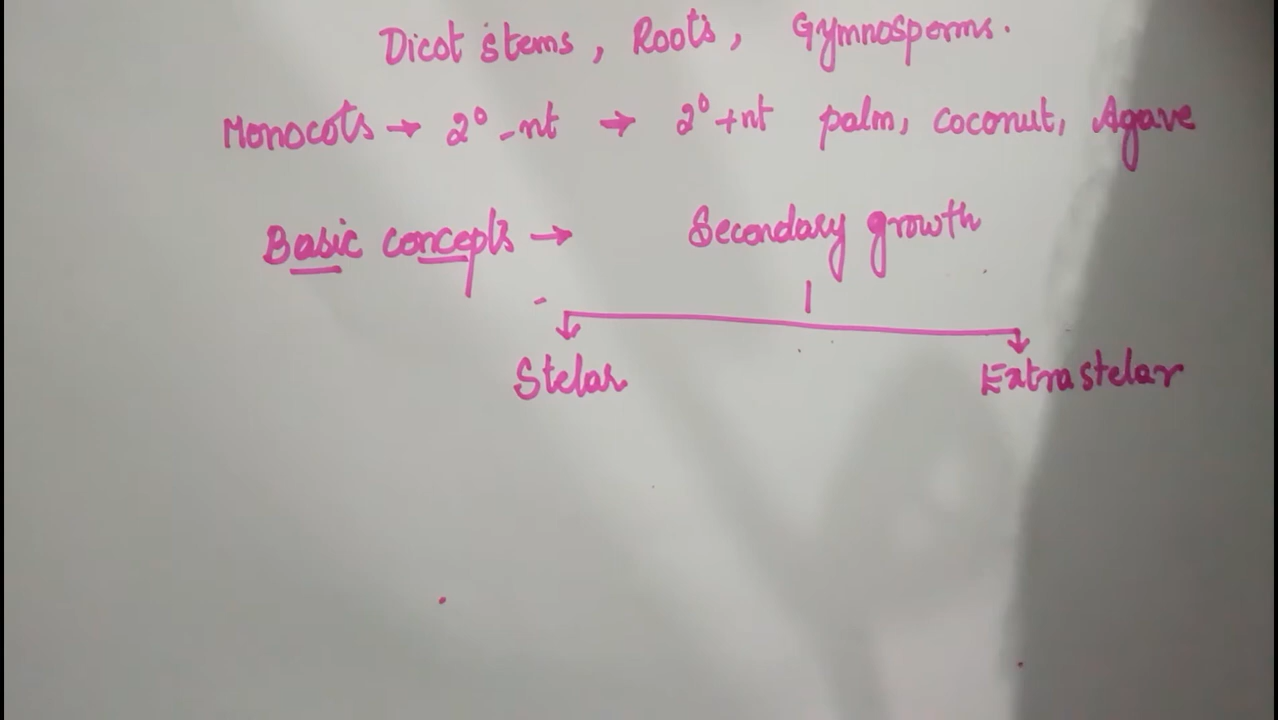 Dicot stems, Roots, Gymnosperms.
Monocots → 2° -nt → 2° +nt palm, coconut, Agave
Basic concepts → Secondary growth
Stelar Extrastelar